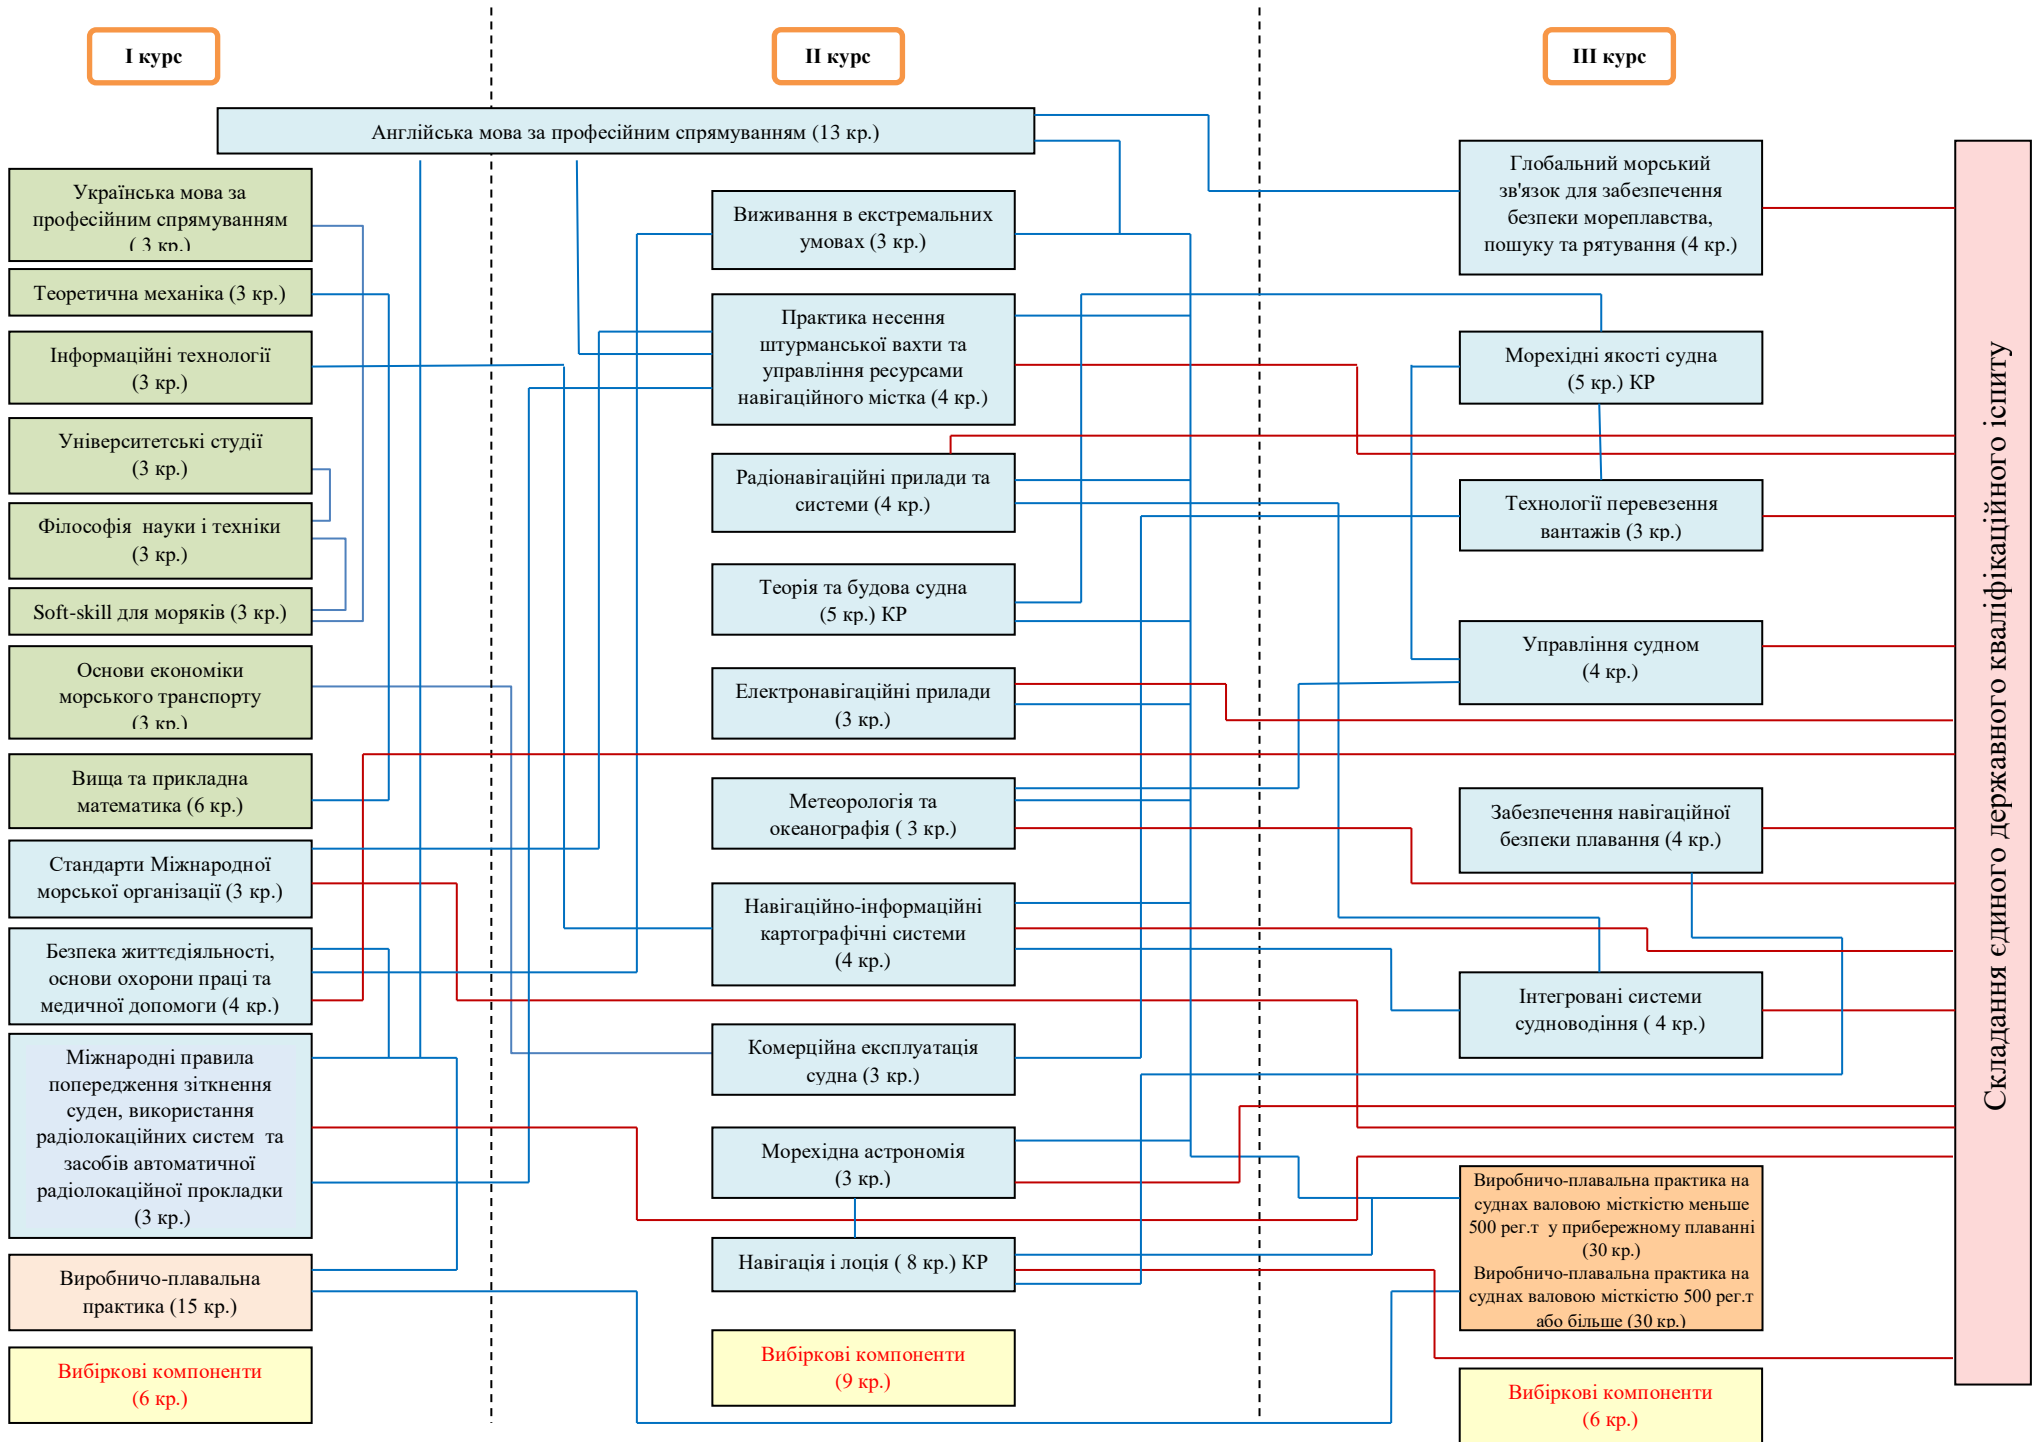 І курс
ІІ курс
ІІІ курс
Англійська мова за професійним спрямуванням (13 кр.)
Українська мова за
професійним спрямуванням
( 3 кр.)
Теоретична механіка (3 кр.)
Інформаційні технології
(3 кр.)
Університетські студії
(3 кр.)
Філософія науки і техніки
(3 кр.)
Soft-skill для моряків (3 кр.)
Основи економіки
морського транспорту
(3 кр.)
Вища та прикладна
математика (6 кр.)
Стандарти Міжнародної
морської організації (3 кр.)
Безпека життєдіяльності,
основи охорони праці та
медичної допомоги (4 кр.)
Міжнародні правила
попередження зіткнення
суден, використання
радіолокаційних систем та
засобів автоматичної
радіолокаційної прокладки
(3 кр.)
Виробничо-плавальна
практика (15 кр.)
Вибіркові компоненти
(6 кр.)
Виживання в екстремальних
умовах (3 кр.)
Практика несення
штурманської вахти та
управління ресурсами
навігаційного містка (4 кр.)
Радіонавігаційні прилади та
системи (4 кр.)
Теорія та будова судна
(5 кр.) КР
Електронавігаційні прилади
(3 кр.)
Метеорологія та
океанографія ( 3 кр.)
Навігаційно-інформаційні
картографічні системи
(4 кр.)
Комерційна експлуатація
судна (3 кр.)
Морехідна астрономія
(3 кр.)
Навігація і лоція ( 8 кр.) КР
Вибіркові компоненти
(9 кр.)
Глобальний морський
зв'язок для забезпечення
безпеки мореплавства,
пошуку та рятування (4 кр.)
Морехідні якості судна
(5 кр.) КР
Технології перевезення
вантажів (3 кр.)
Управління судном
(4 кр.)
Забезпечення навігаційної
безпеки плавання (4 кр.)
Інтегровані системи
судноводіння ( 4 кр.)
Виробничо-плавальна практика на
суднах валовою місткістю меньше
500 рег.т у прибережному плаванні
(30 кр.)
Виробничо-плавальна практика на
суднах валовою місткістю 500 рег.т
або більше (30 кр.)
Вибіркові компоненти
(6 кр.)
Складання єдиного державного кваліфікаційного іспиту